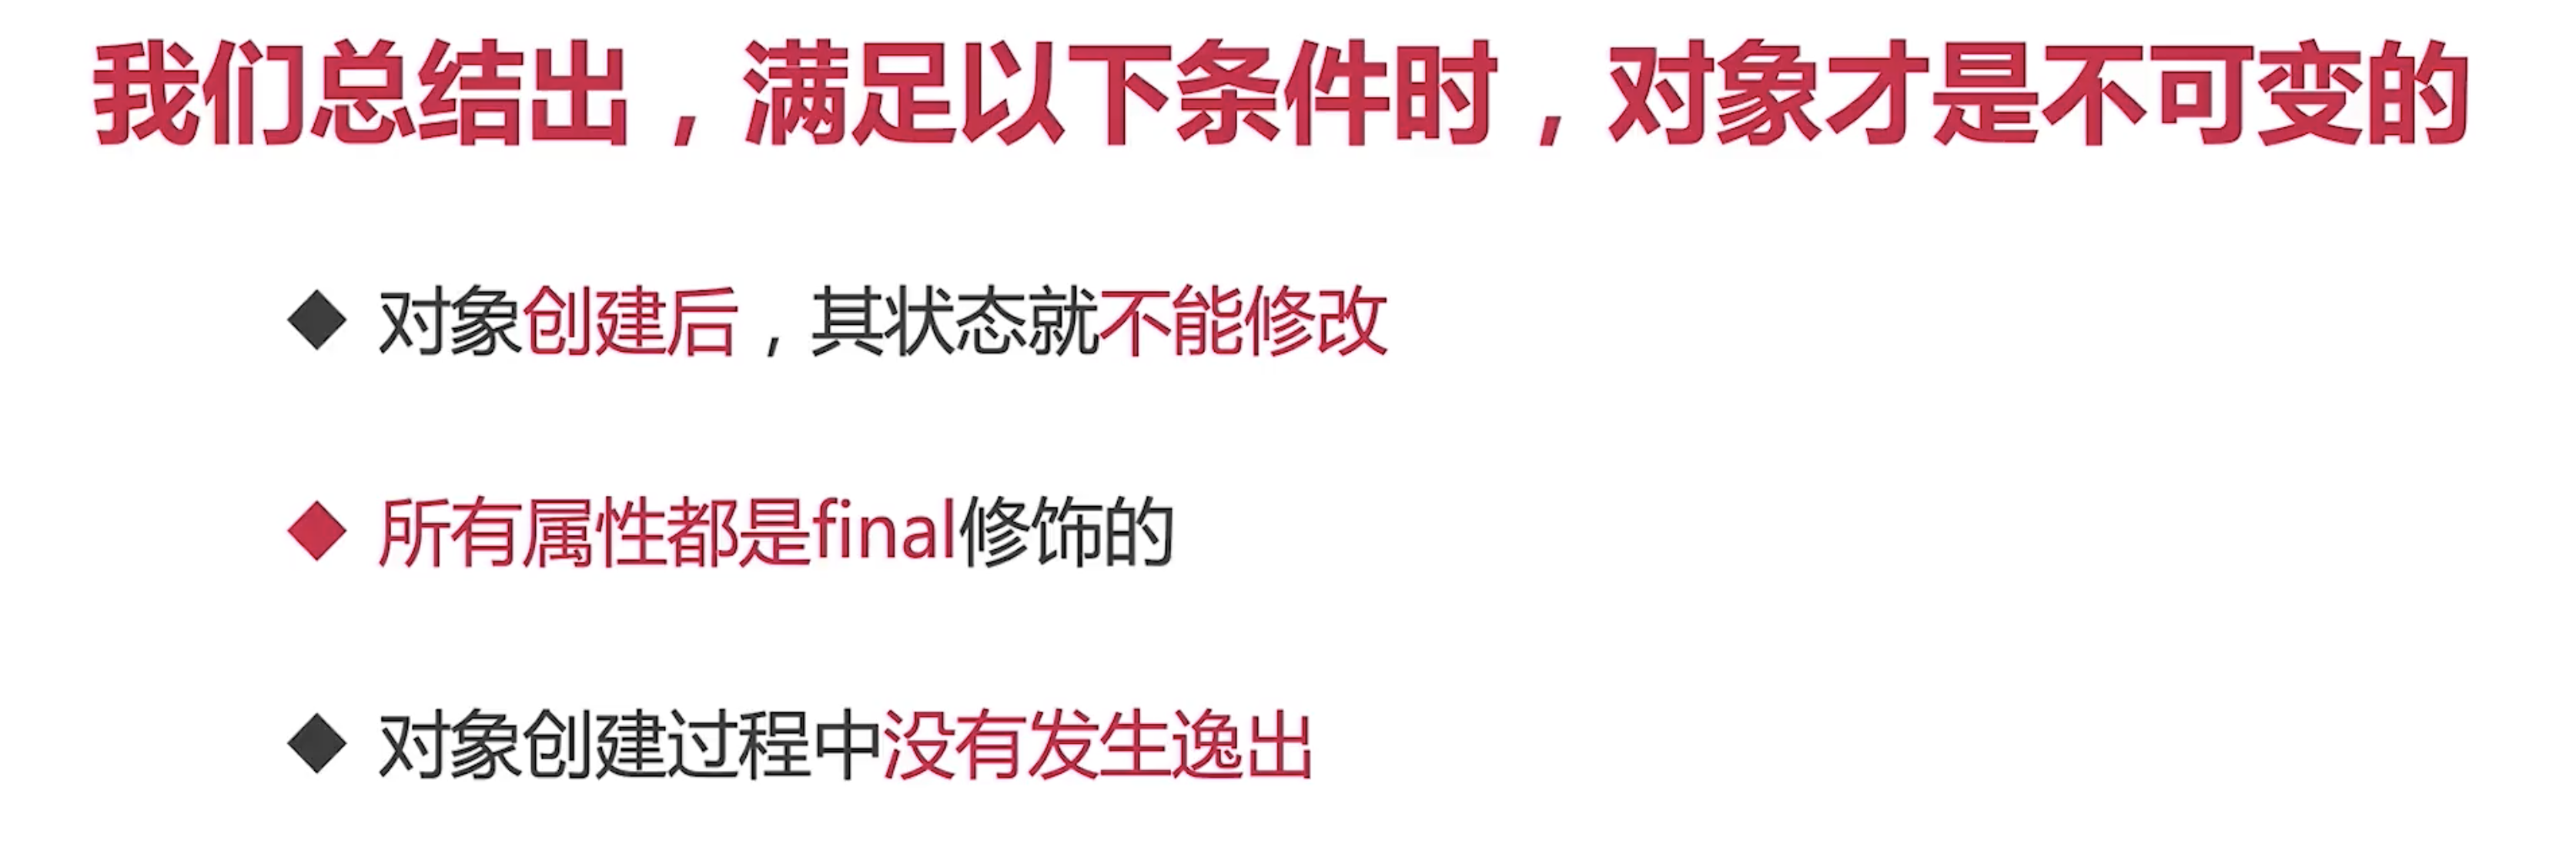 我们总结出，满足以下条件时，对象才是不可变的
对象创建后，其状态就不能修改
所有属性都是final修饰的
对象创建过程中没有发生逸出